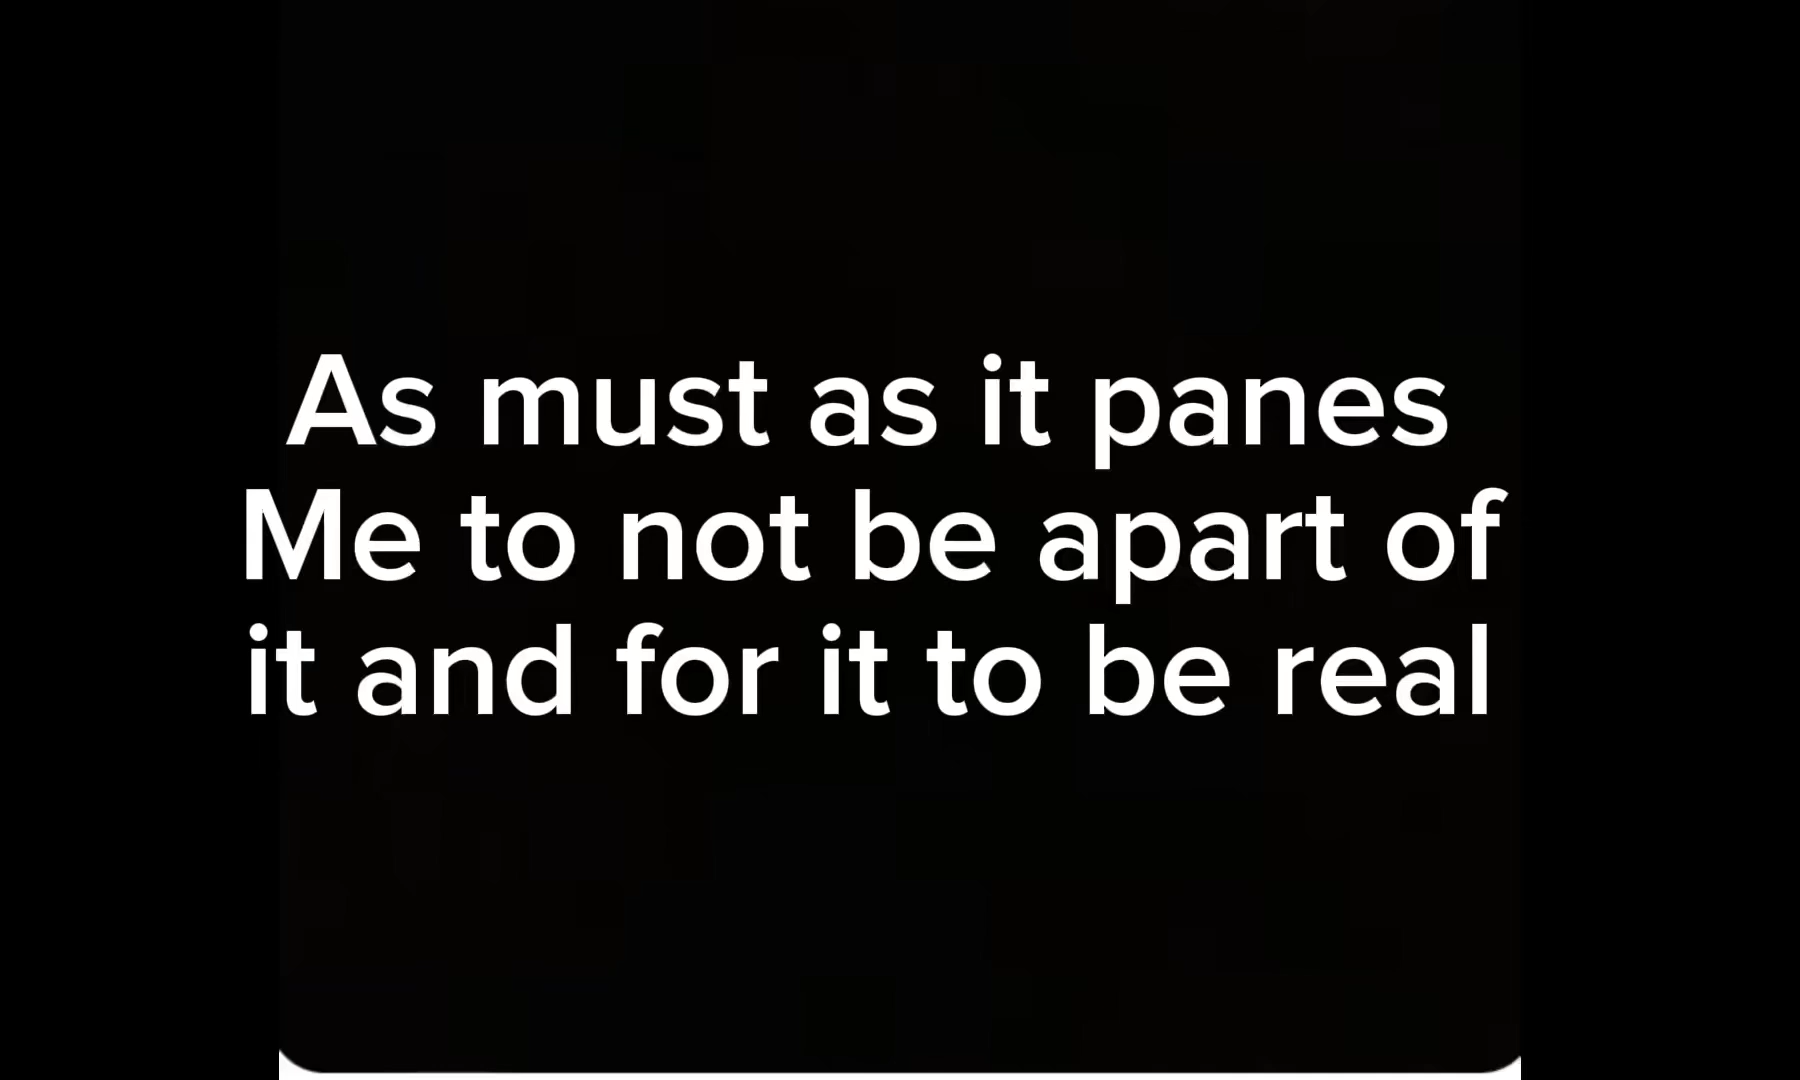 As must as it panes
Me to not be apart of
it and for it to be real